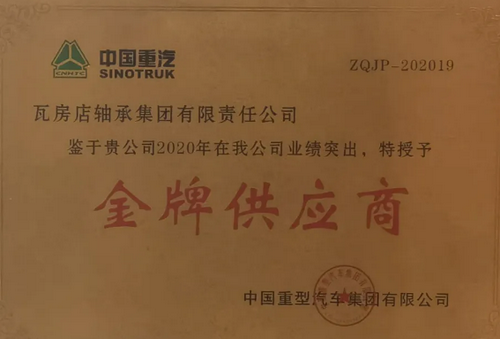 CNHTC
中国重汽
SINOTRUK
ZQJP-202019
瓦房店轴承集团有限责任公司
鉴于贵公司2020年在我公司业绩突出，特授予
金牌供应商
中国重型汽车集团有限公司